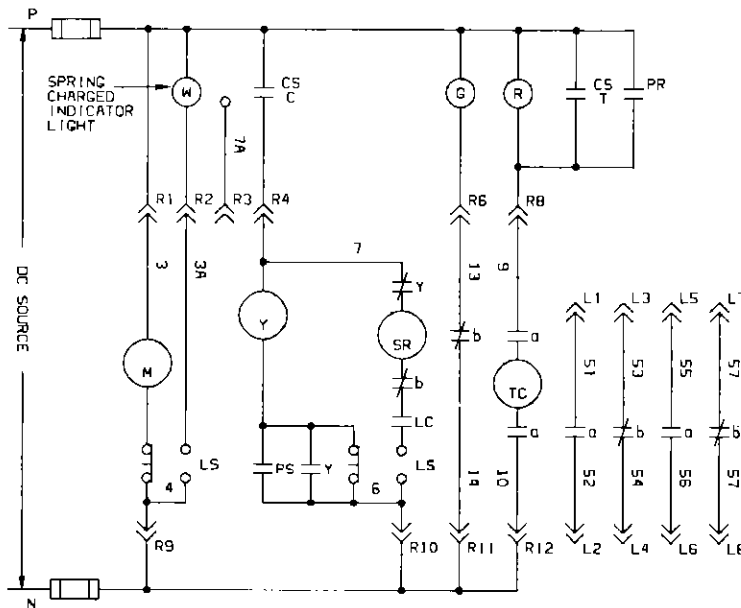 P
SPRING
CHARGED
INDICATOR
LIGHT
W
CS
C
G
R
CS
T
PR
7A
R1
R2
R3
R4
R6
R8
DC SOURCE
3
3A
7
13
9
Y
Y
SR
b
b
a
L1
L3
L5
L7
51
53
55
57
M
TC
LC
a
a
b
a
b
LS
4
PS
Y
6
LS
14
10
52
54
56
57
R9
R10
R11
R12
L2
L4
L6
L8
N